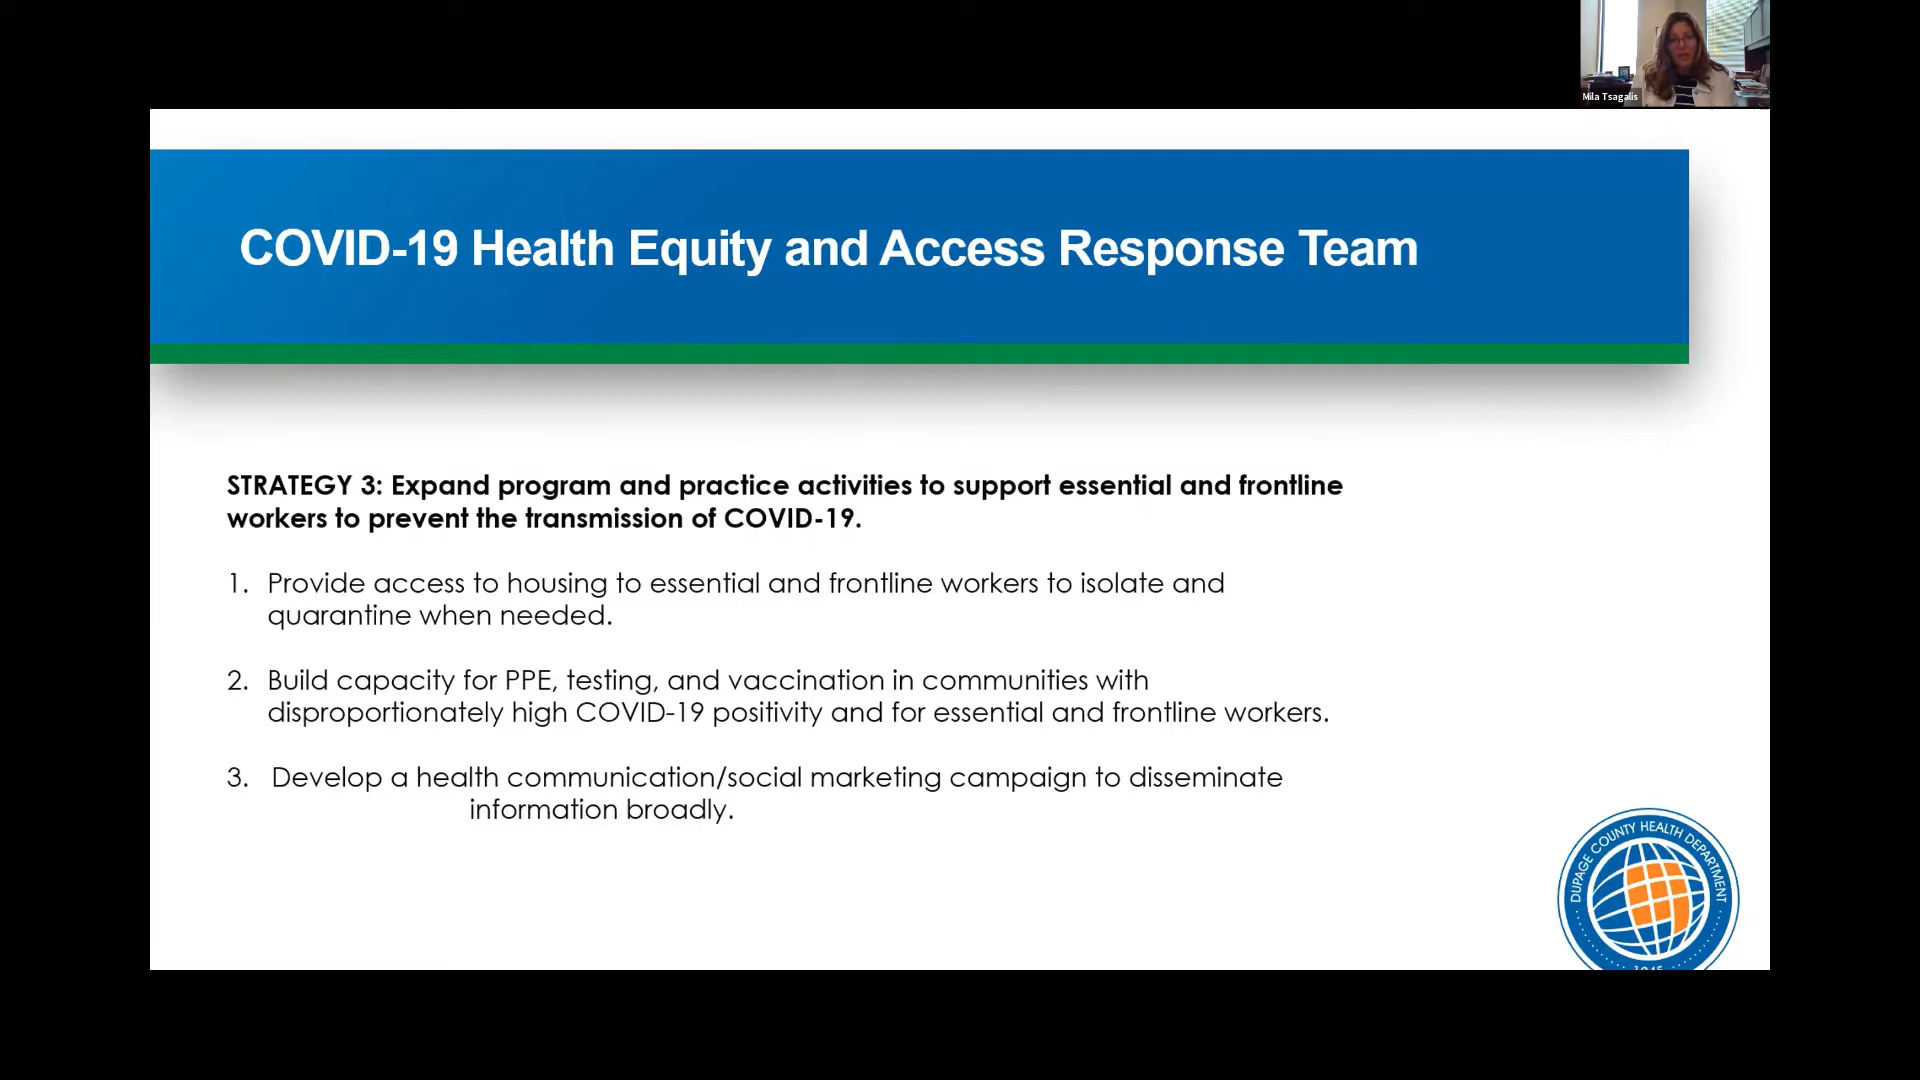 Mila Tsagalis
COVID-19 Health Equity and Access Response Team
STRATEGY 3: Expand program and practice activities to support essential and frontline
workers to prevent the transmission of COVID-19.
1. Provide access to housing to essential and frontline workers to isolate and
quarantine when needed.
2. Build capacity for PPE, testing, and vaccination in communities with
disproportionately high COVID-19 positivity and for essential and frontline workers.
3. Develop a health communication/social marketing campaign to disseminate
information broadly.
DUPAGE COUNTY HEALTH DEPARTMENT